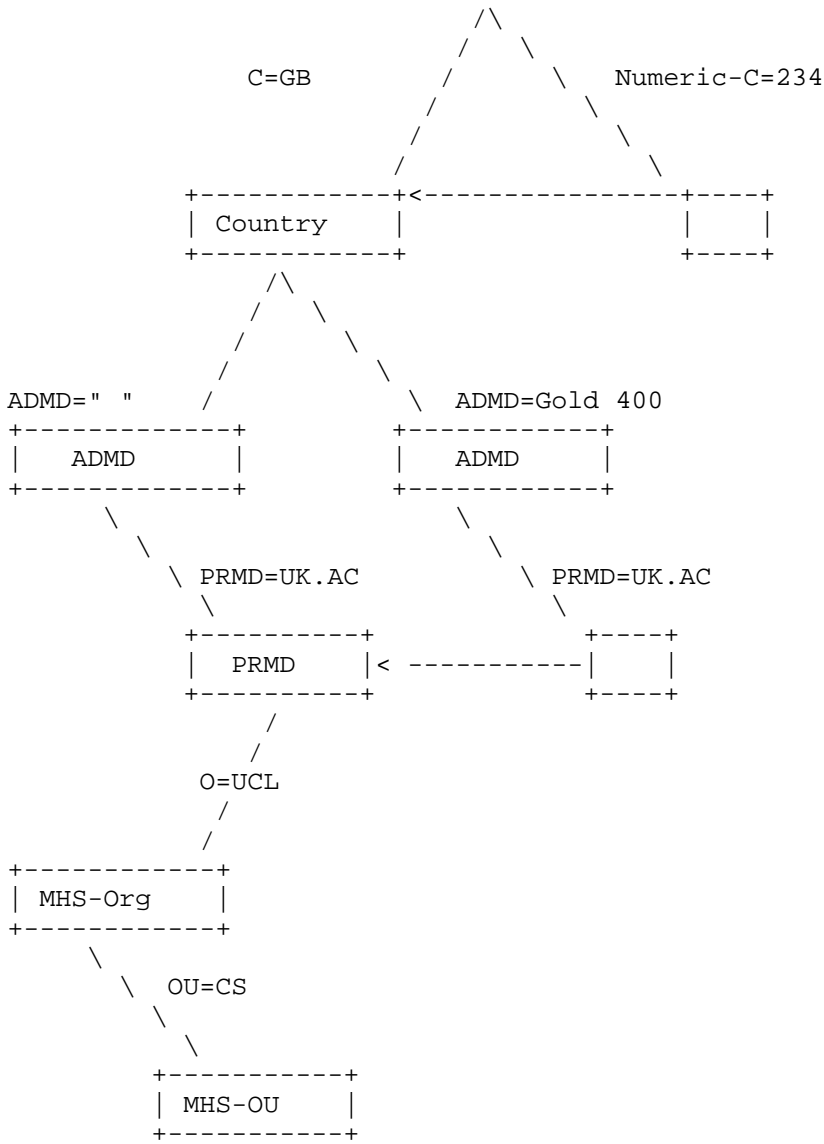 C=GB Numeric-C=234
Country
ADMD=" " ADMD=Gold 400
ADMD ADMD
PRMD=UK.AC PRMD=UK.AC
PRMD
O=UCL
MHS-Org
OU=CS
MHS-OU